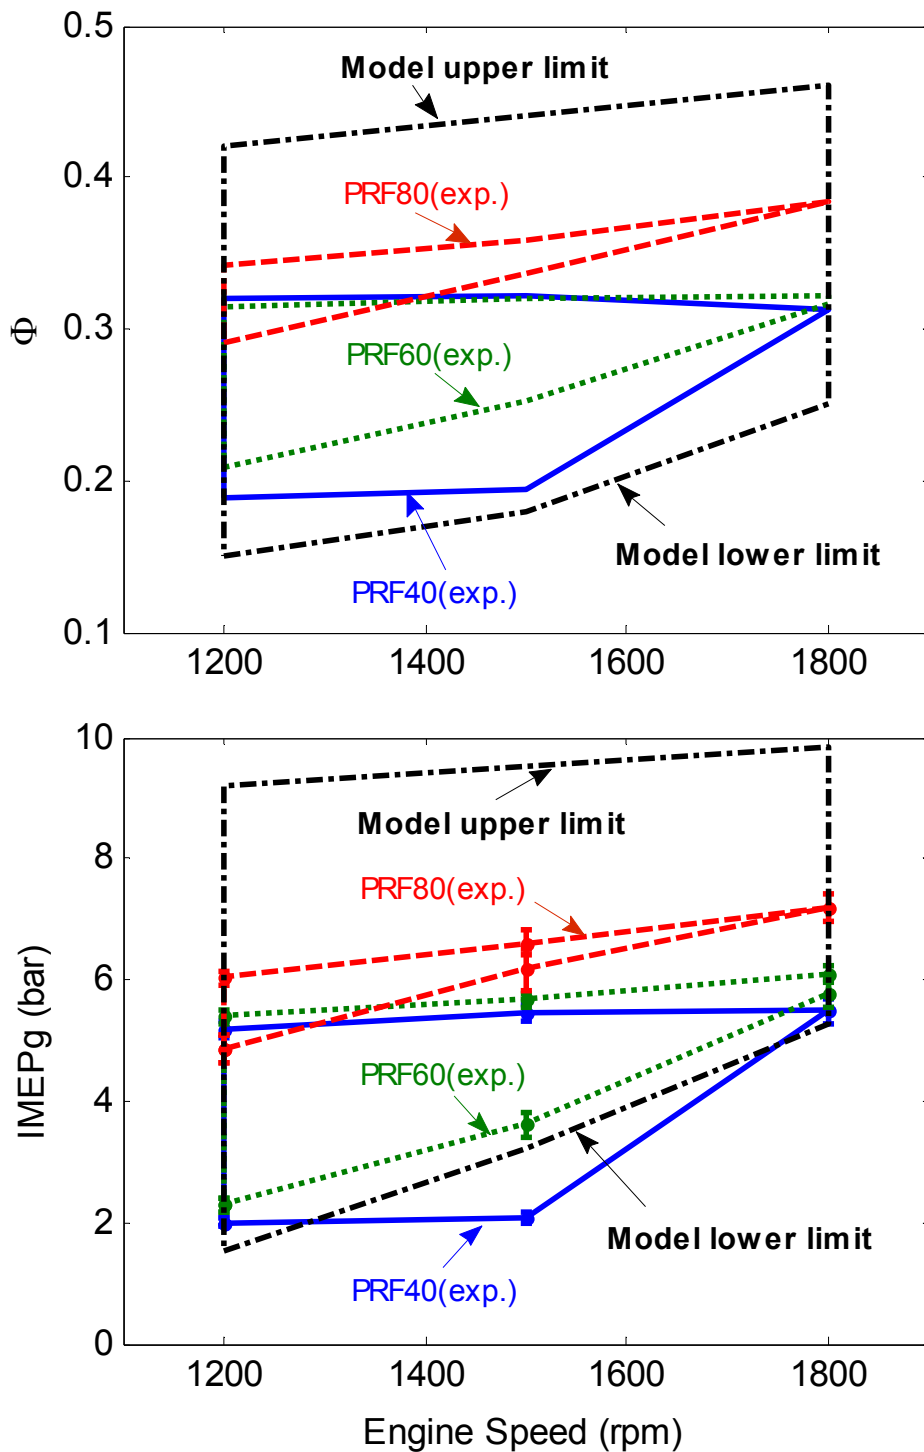 0.5
Model upper limit
0.4
PRF80(exp.)
Φ
0.3
PRF60(exp.)
0.2
Model lower limit
PRF40(exp.)
0.1
1200 1400 1600 1800
10
Model upper limit
8
PRF80(exp.)
IMEPg (bar)
6
PRF60(exp.)
4
2
Model lower limit
PRF40(exp.)
0
1200 1400 1600 1800
Engine Speed (rpm)